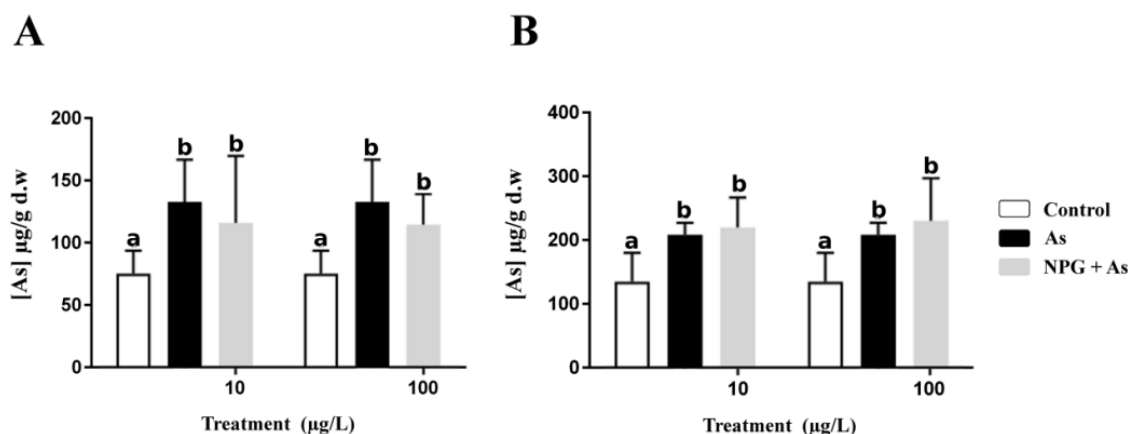 A
[As] µg/g d.w
200
150
100
50
0
a
b
b
a
b
b
10
100
Treatment (µg/L)
B
[As] µg/g d.w
400
300
200
100
0
a
b
b
a
b
b
10
100
Treatment (µg/L)
Control
As
NPG + As